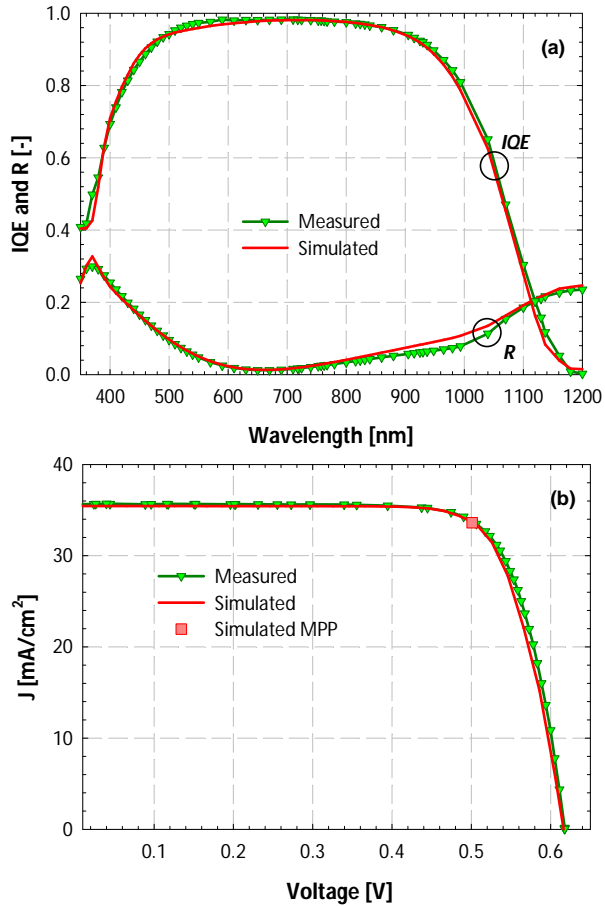 1.0
(a)
0.8
0.6
0.4
0.2
0.0
IQE and R [-]
IQE
Measured
Simulated
R
400 500 600 700 800 900 1000 1100 1200
Wavelength [nm]
40
(b)
30
20
10
0
J [mA/cm²]
Measured
Simulated
Simulated MPP
0.1 0.2 0.3 0.4 0.5 0.6
Voltage [V]